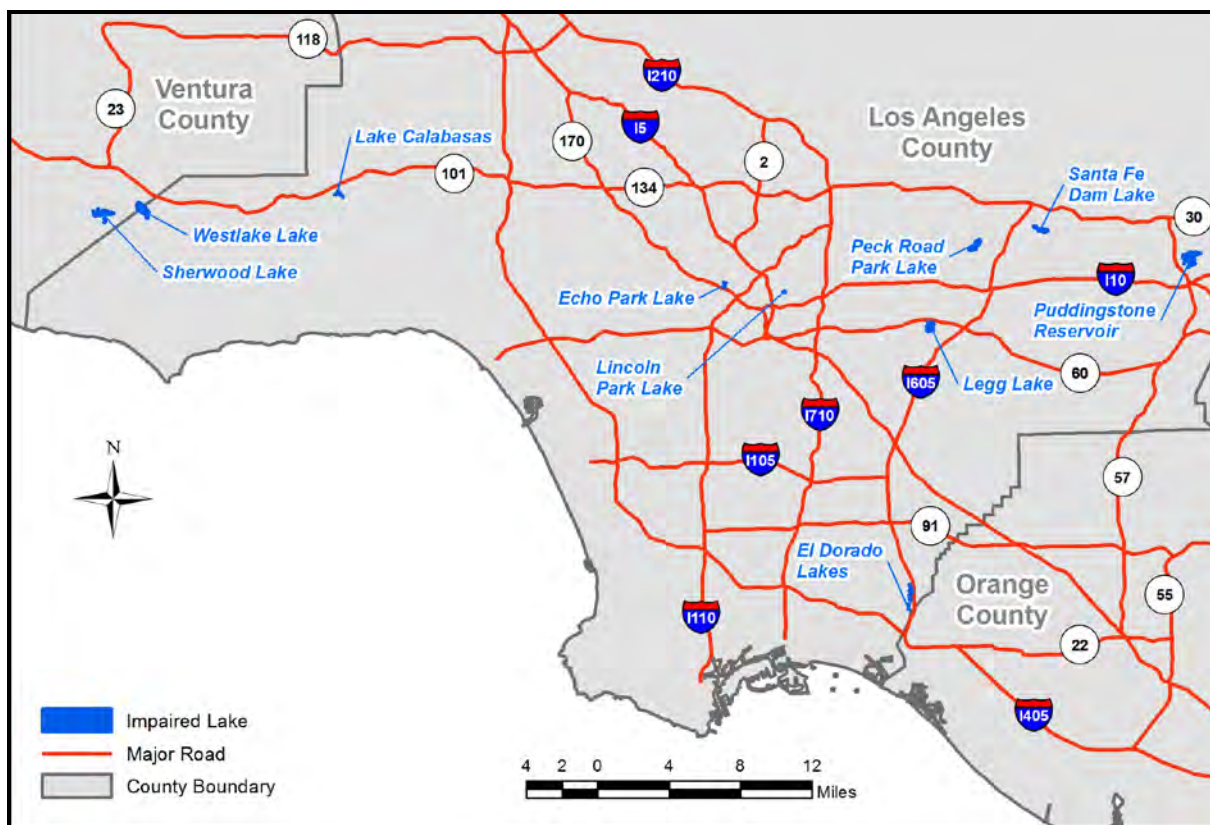 118
I210
Ventura
County
23
Los Angeles
County
Lake Calabasas
170
I5
2
101
134
Santa Fe
Dam Lake
30
Westlake Lake
Sherwood Lake
Peck Road
Park Lake
I10
Echo Park Lake
Puddingstone
Reservoir
Lincoln
Park Lake
I605
Legg Lake
60
I710
N
I105
57
91
El Dorado
Lakes
Orange
County
55
I110
22
I405
Impaired Lake
Major Road
County Boundary
4 2 0 4 8 12
Miles